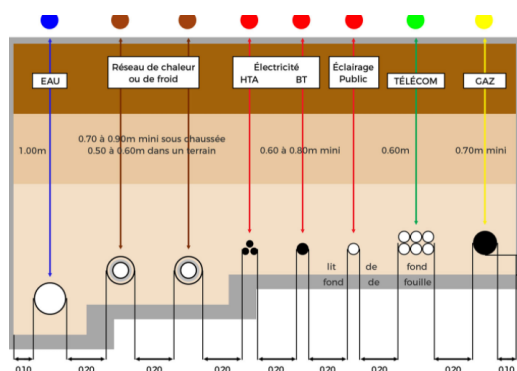 EAU
Réseau de chaleur
ou de froid
Électricité
HTA BT
Éclairage
Public
TÉLÉCOM
GAZ
1.00m
0.70 à 0.90m mini sous chaussée
0.50 à 0.60m dans un terrain
0.60 à 0.80m mini
0.60m
0.70m mini
lit de fond
fond de fouille
0.10 0.20 0.20 0.20 0.20 0.20 0.20 0.20 0.10